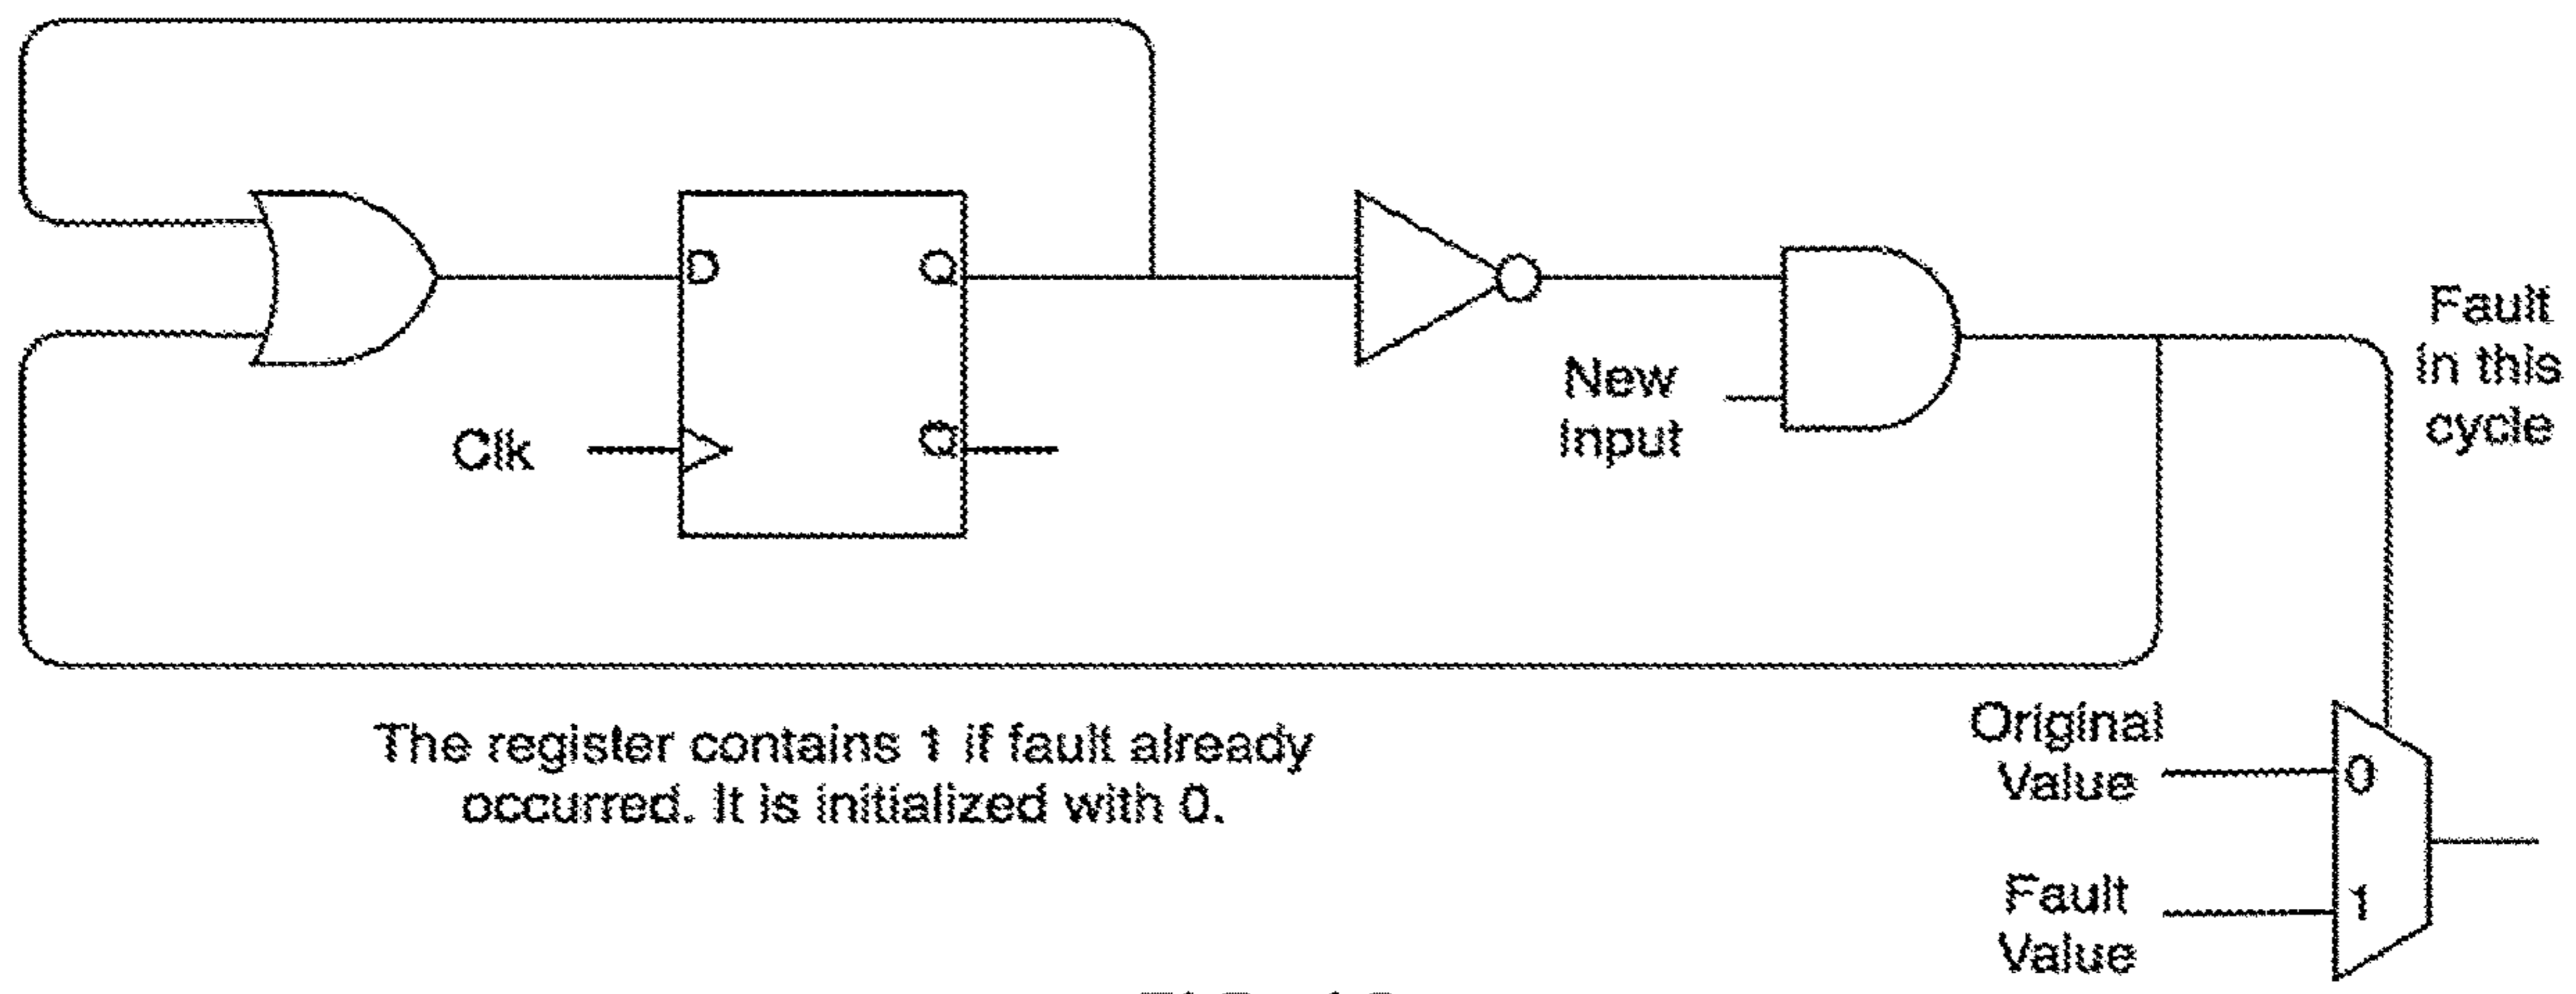 D
Q
Clk
Q
New
Input
Fault
in this
cycle
The register contains 1 if fault already
occurred. It is initialized with 0.
Original
Value
0
Fault
Value
1